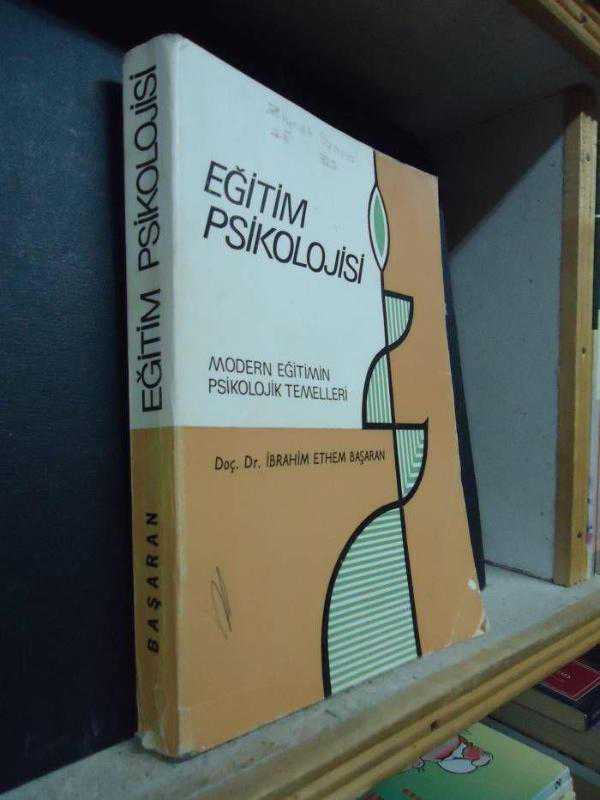 EĞİTİM PSİKOLOJİSİ
BAŞARAN
EĞİTİM
PSİKOLOJİSİ
MODERN EĞİTİMİN
PSİKOLOJİK TEMELLERİ
Doç. Dr. İBRAHİM ETHEM BAŞARAN